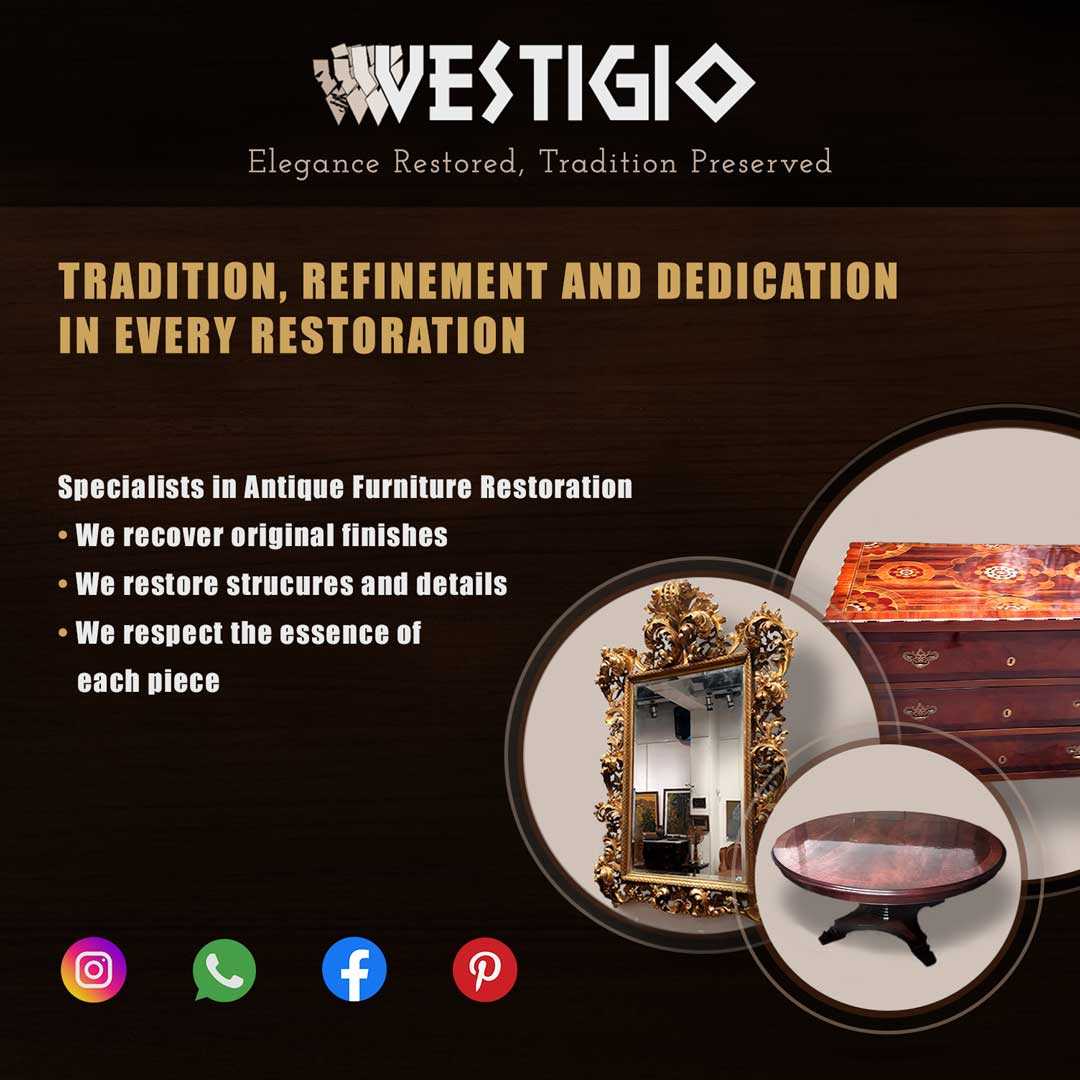 VESTIGIO
Elegance Restored, Tradition Preserved
TRADITION, REFINEMENT AND DEDICATION
IN EVERY RESTORATION
Specialists in Antique Furniture Restoration
• We recover original finishes
• We restore strucures and details
• We respect the essence of
each piece